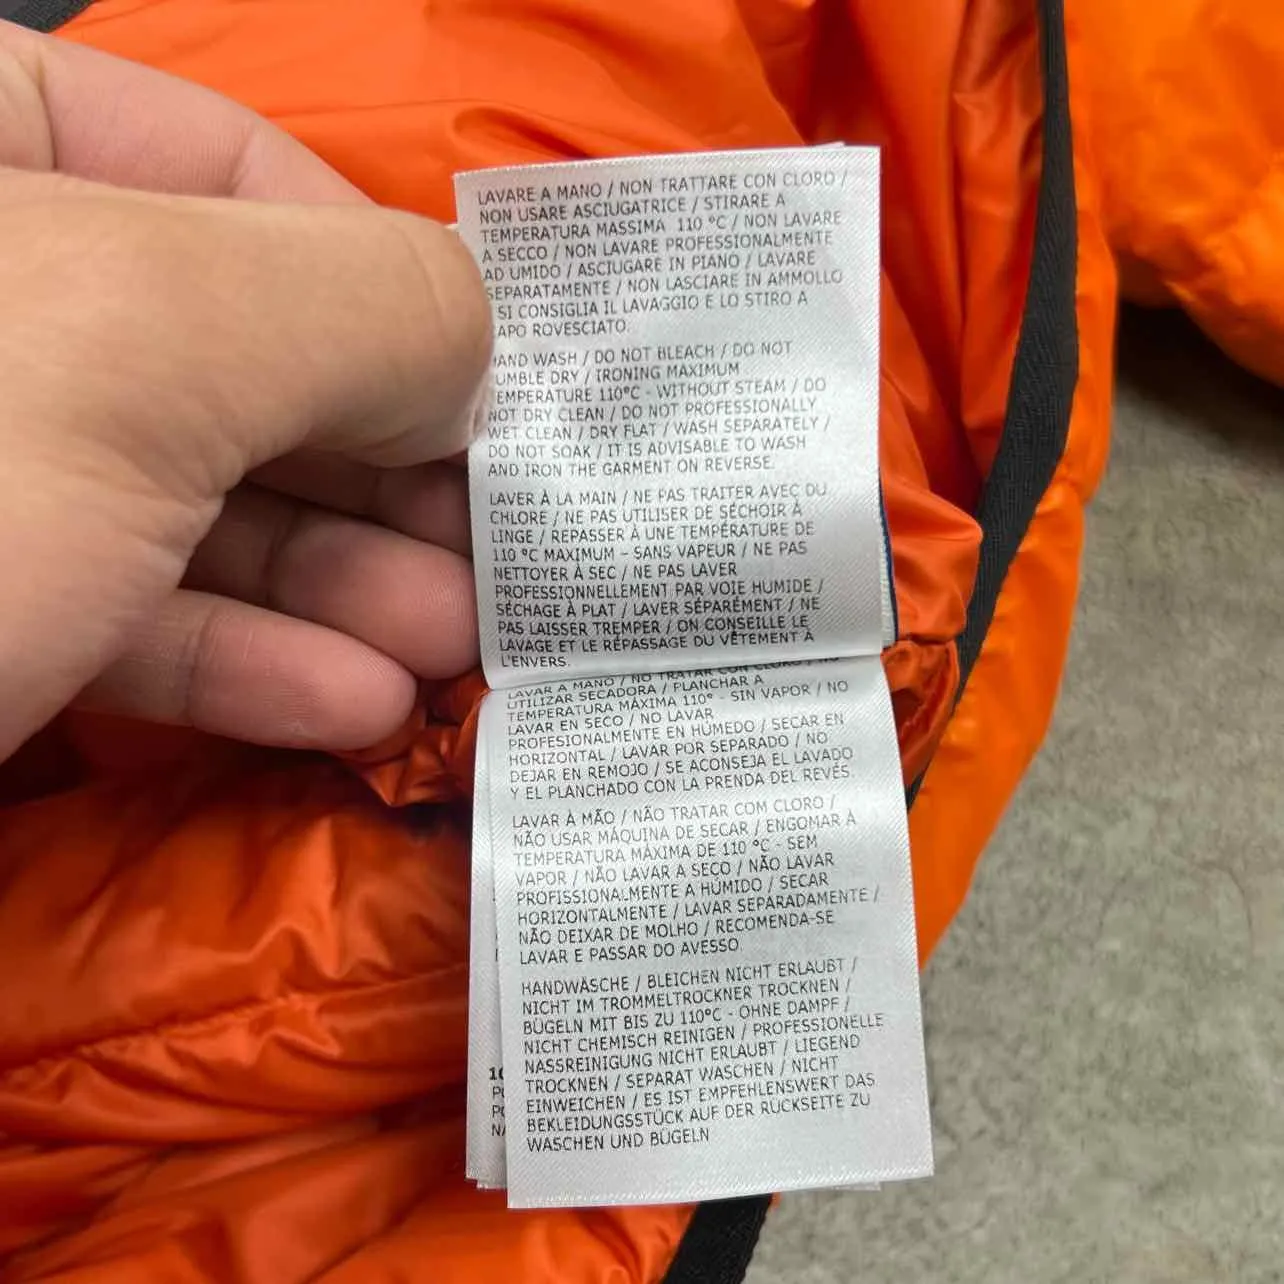 LAVARE A MANO / NON TRATTARE CON CLORO /
NON USARE ASCIUGATRICE / STIRARE A
TEMPERATURA MASSIMA 110 °C / NON LAVARE
A SECCO / NON LAVARE PROFESSIONALMENTE
AD UMIDO / ASCIUGARE IN PIANO / LAVARE
SEPARATAMENTE / NON LASCIARE IN AMMOLLO
SI CONSIGLIA IL LAVAGGIO E LO STIRO A
CAPO ROVESCIATO.
HAND WASH / DO NOT BLEACH / DO NOT
TUMBLE DRY / IRONING MAXIMUM
TEMPERATURE 110°C - WITHOUT STEAM / DO
NOT DRY CLEAN / DO NOT PROFESSIONALLY
WET CLEAN / DRY FLAT / WASH SEPARATELY /
DO NOT SOAK / IT IS ADVISABLE TO WASH
AND IRON THE GARMENT ON REVERSE.
LAVER À LA MAIN / NE PAS TRAITER AVEC DU
CHLORE / NE PAS UTILISER DE SÉCHOIR À
LINGE / REPASSER À UNE TEMPÉRATURE DE
110 °C MAXIMUM – SANS VAPEUR / NE PAS
NETTOYER À SEC / NE PAS LAVER
PROFESSIONNELLEMENT PAR VOIE HUMIDE /
SÉCHAGE À PLAT / LAVER SÉPARÉMENT / NE
PAS LAISSER TREMPER / ON CONSEILLE LE
LAVAGE ET LE RÉPASSAGE DU VÊTEMENT À
L'ENVERS.
LAVAR A MANO / NO TRATAR CON CLORO / NO
UTILIZAR SECADORA / PLANCHAR A
TEMPERATURA MÁXIMA 110° - SIN VAPOR / NO
LAVAR EN SECO / NO LAVAR
PROFESIONALMENTE EN HÚMEDO / SECAR EN
HORIZONTAL / LAVAR POR SEPARADO / NO
DEJAR EN REMOJO / SE ACONSEJA EL LAVADO
Y EL PLANCHADO CON LA PRENDA DEL REVÉS.
LAVAR À MÃO / NÃO TRATAR COM CLORO /
NÃO USAR MÁQUINA DE SECAR / ENGOMAR À
TEMPERATURA MÁXIMA DE 110 °C - SEM
VAPOR / NÃO LAVAR A SECO / NÃO LAVAR
PROFISSIONALMENTE A HÚMIDO / SECAR
HORIZONTALMENTE / LAVAR SEPARADAMENTE /
NÃO DEIXAR DE MOLHO / RECOMENDA-SE
LAVAR E PASSAR DO AVESSO
HANDWÄSCHE / BLEICHEN NICHT ERLAUBT /
NICHT IM TROMMELTROCKNER TROCKNEN /
BÜGELN MIT BIS ZU 110°C - OHNE DAMPF /
NICHT CHEMISCH REINIGEN / PROFESSIONELLE
NASSREINIGUNG NICHT ERLAUBT / LIEGEND
TROCKNEN / SEPARAT WASCHEN / NICHT
EINWEICHEN / ES IST EMPFEHLENSWERT DAS
BEKLEIDUNGSSTÜCK AUF DER RÜCKSEITE ZU
WASCHEN UND BÜGELN